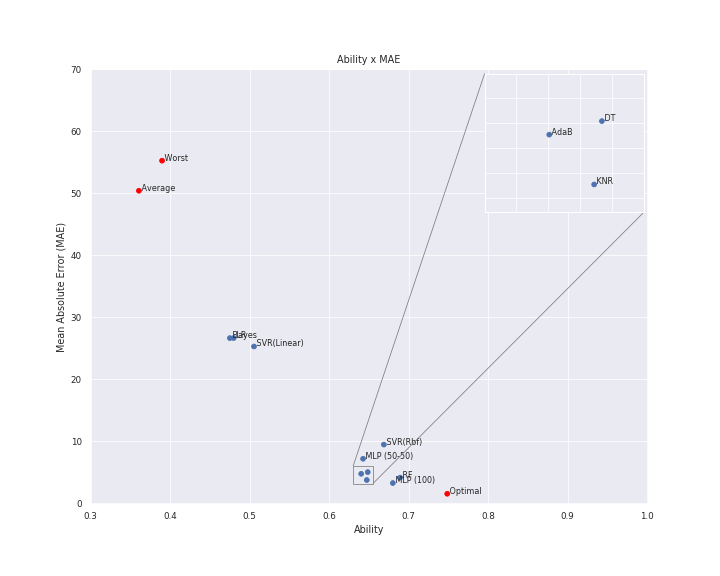 Ability x MAE
70
60
50
40
30
20
10
0
Mean Absolute Error (MAE)
DT
AdaB
KNR
Worst
Average
Bayes
SVR(Linear)
SVR(Rbf)
MLP (50-50)
RF
MLP (100)
Optimal
0.3 0.4 0.5 0.6 0.7 0.8 0.9 1.0
Ability